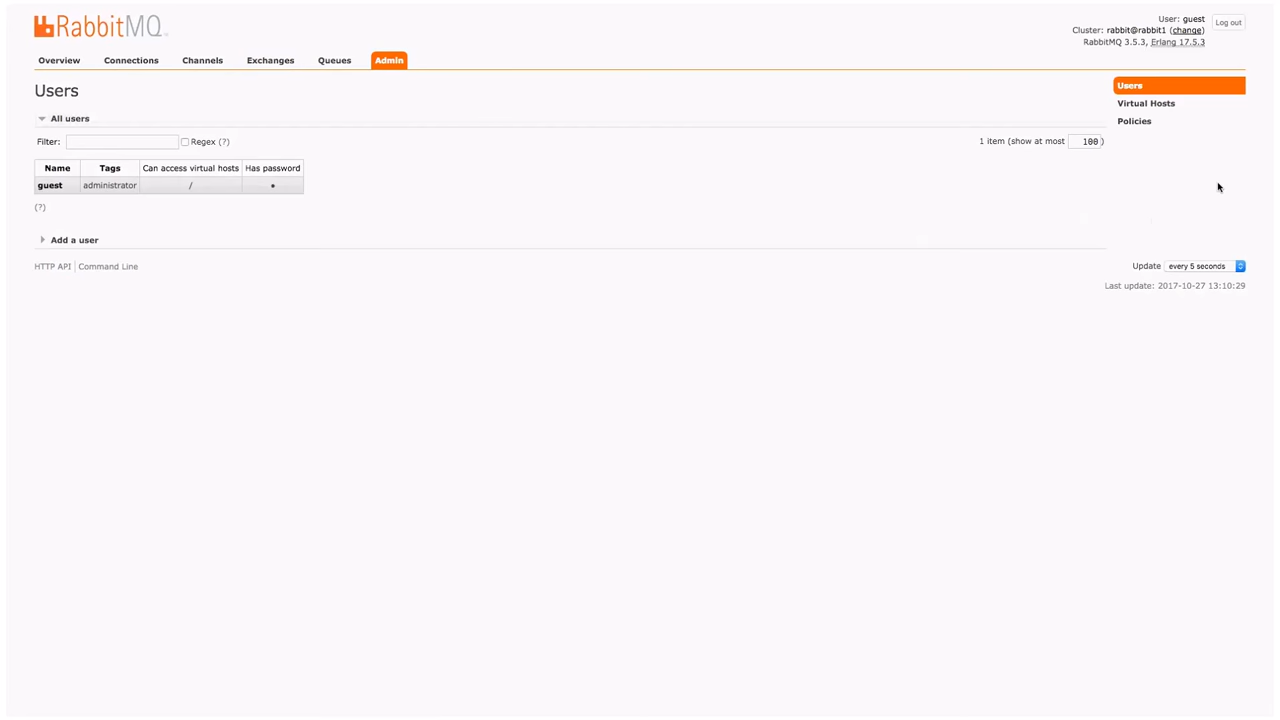 RabbitMQ
User: guest
Log out
Cluster: rabbit@rabbit1 (change)
RabbitMQ 3.5.3, Erlang 17.5.3
Overview Connections Channels Exchanges Queues Admin
Users
Users
Virtual Hosts
Policies
All users
Filter: Regex (?) 1 item (show at most 100 )
Name Tags Can access virtual hosts Has password
guest administrator / •
(?)
Add a user
HTTP API Command Line
Update every 5 seconds
Last update: 2017-10-27 13:10:29